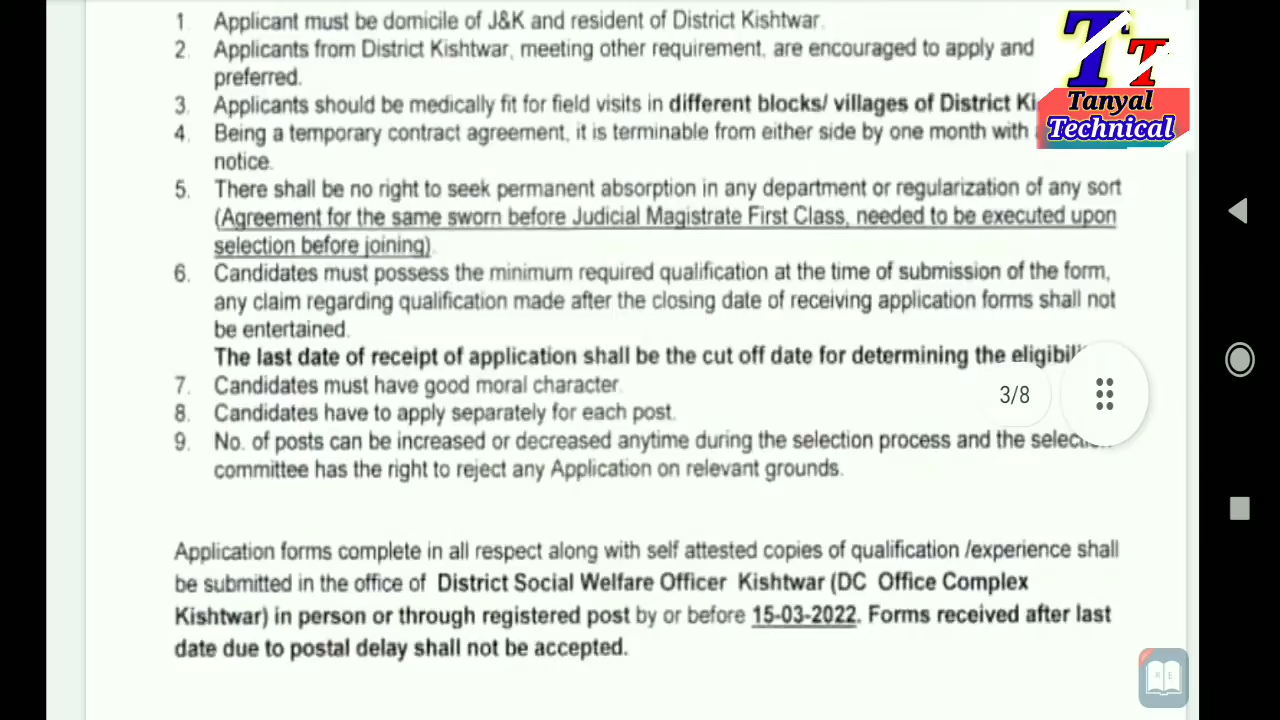 1 Applicant must be domicile of J&K and resident of District Kishtwar.
2. Applicants from District Kishtwar, meeting other requirement, are encouraged to apply and
preferred.
3. Applicants should be medically fit for field visits in different blocks/ villages of District
4. Being a temporary contract agreement, it is terminable from either side by one month with
notice.
5. There shall be no right to seek permanent absorption in any department or regularization of any sort
(Agreement for the same sworn before Judicial Magistrate First Class, needed to be executed upon
selection before joining).
6. Candidates must possess the minimum required qualification at the time of submission of the form,
any claim regarding qualification made after the closing date of receiving application forms shall not
be entertained.
The last date of receipt of application shall be the cut off date for determining the
7. Candidates must have good moral character.
8. Candidates have to apply separately for each post.
9. No. of posts can be increased or decreased anytime during the selection process and the
committee has the right to reject any Application on relevant grounds.
Application forms complete in all respect along with self attested copies of qualification /experience shall
be submitted in the office of District Social Welfare Officer Kishtwar (DC Office Complex
Kishtwar) in person or through registered post by or before 15-03-2022. Forms received after last
date due to postal delay shall not be accepted.
TT
Tanyal
Technical
3/8